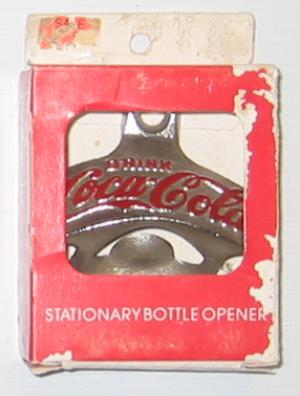 DRINK
Coca-Cola
STATIONARY BOTTLE OPENER